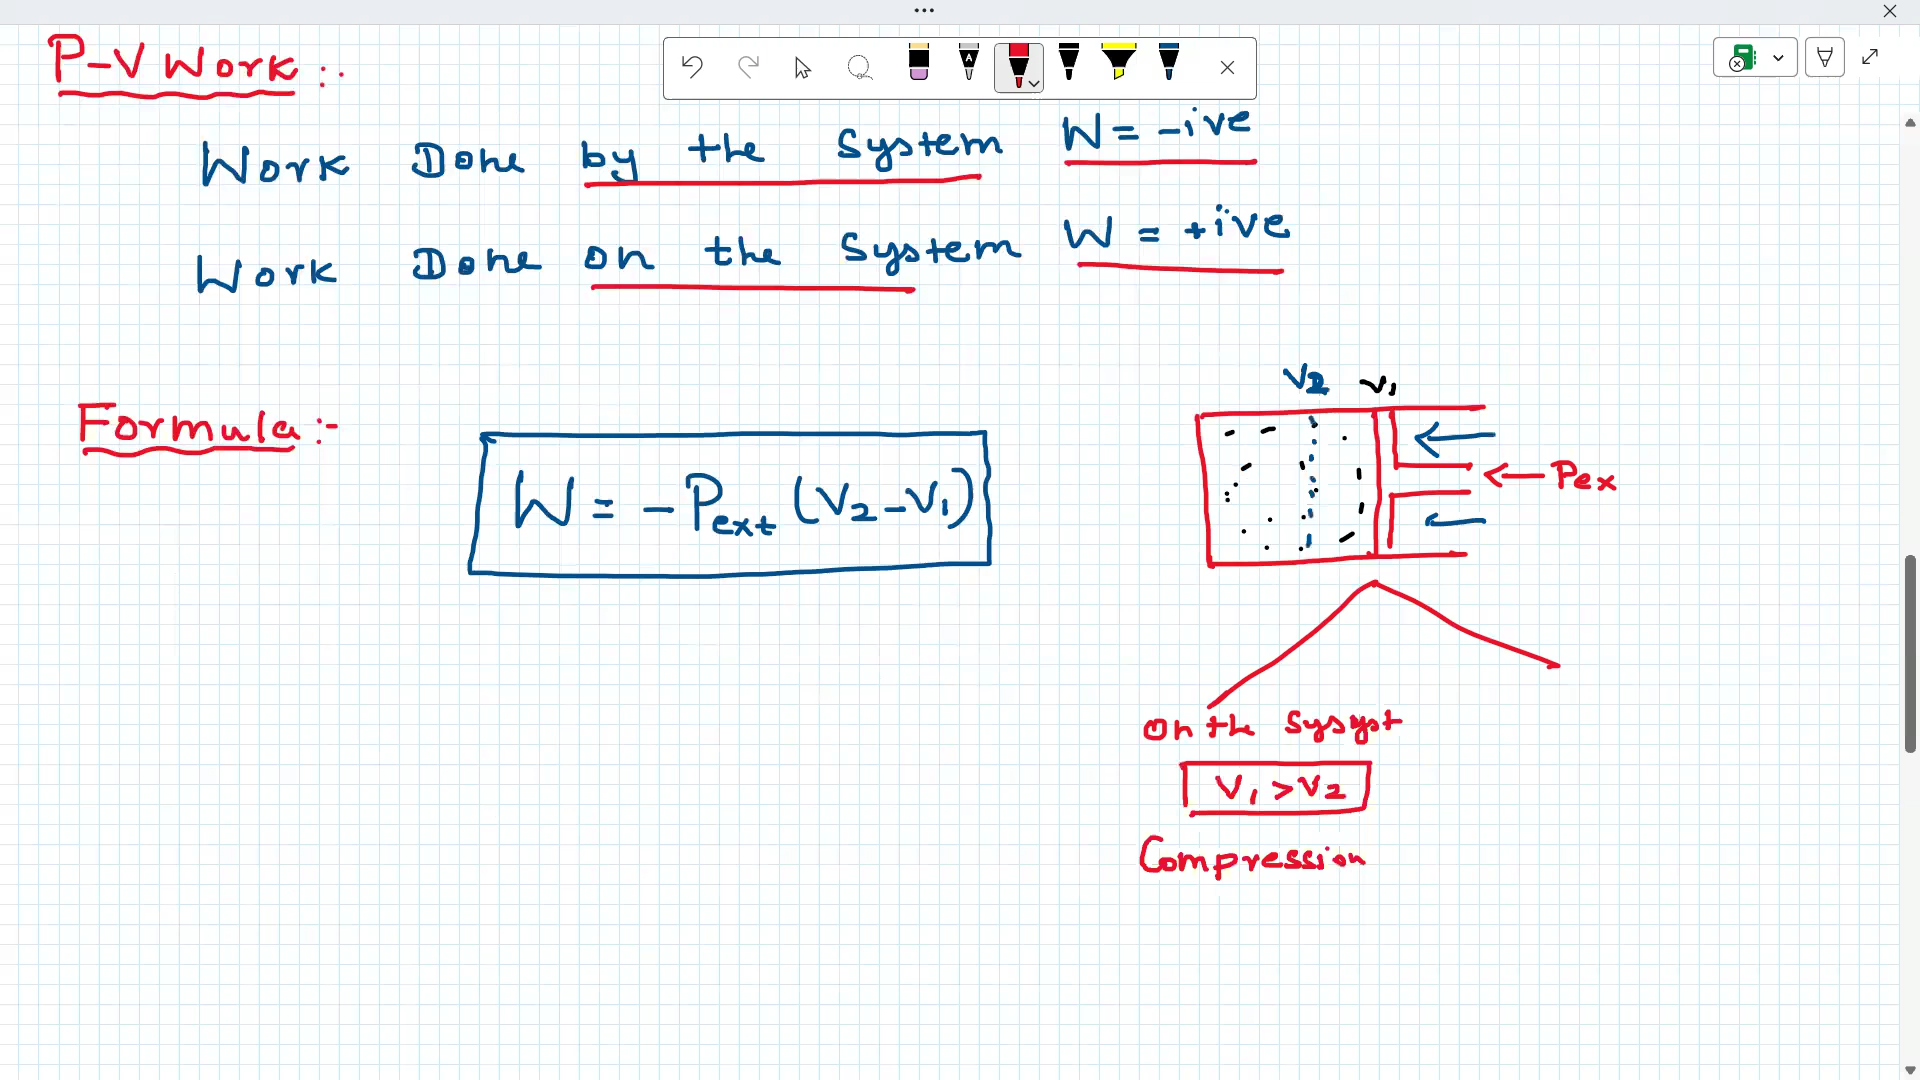 P-V Work :-
Work Done by the System W = -ive
Work Done on the System W = +ive
Formula :-
W = -Pext (V2-V1)
V2 V1
Pex
On the Sysyst
V1 > V2
Compression